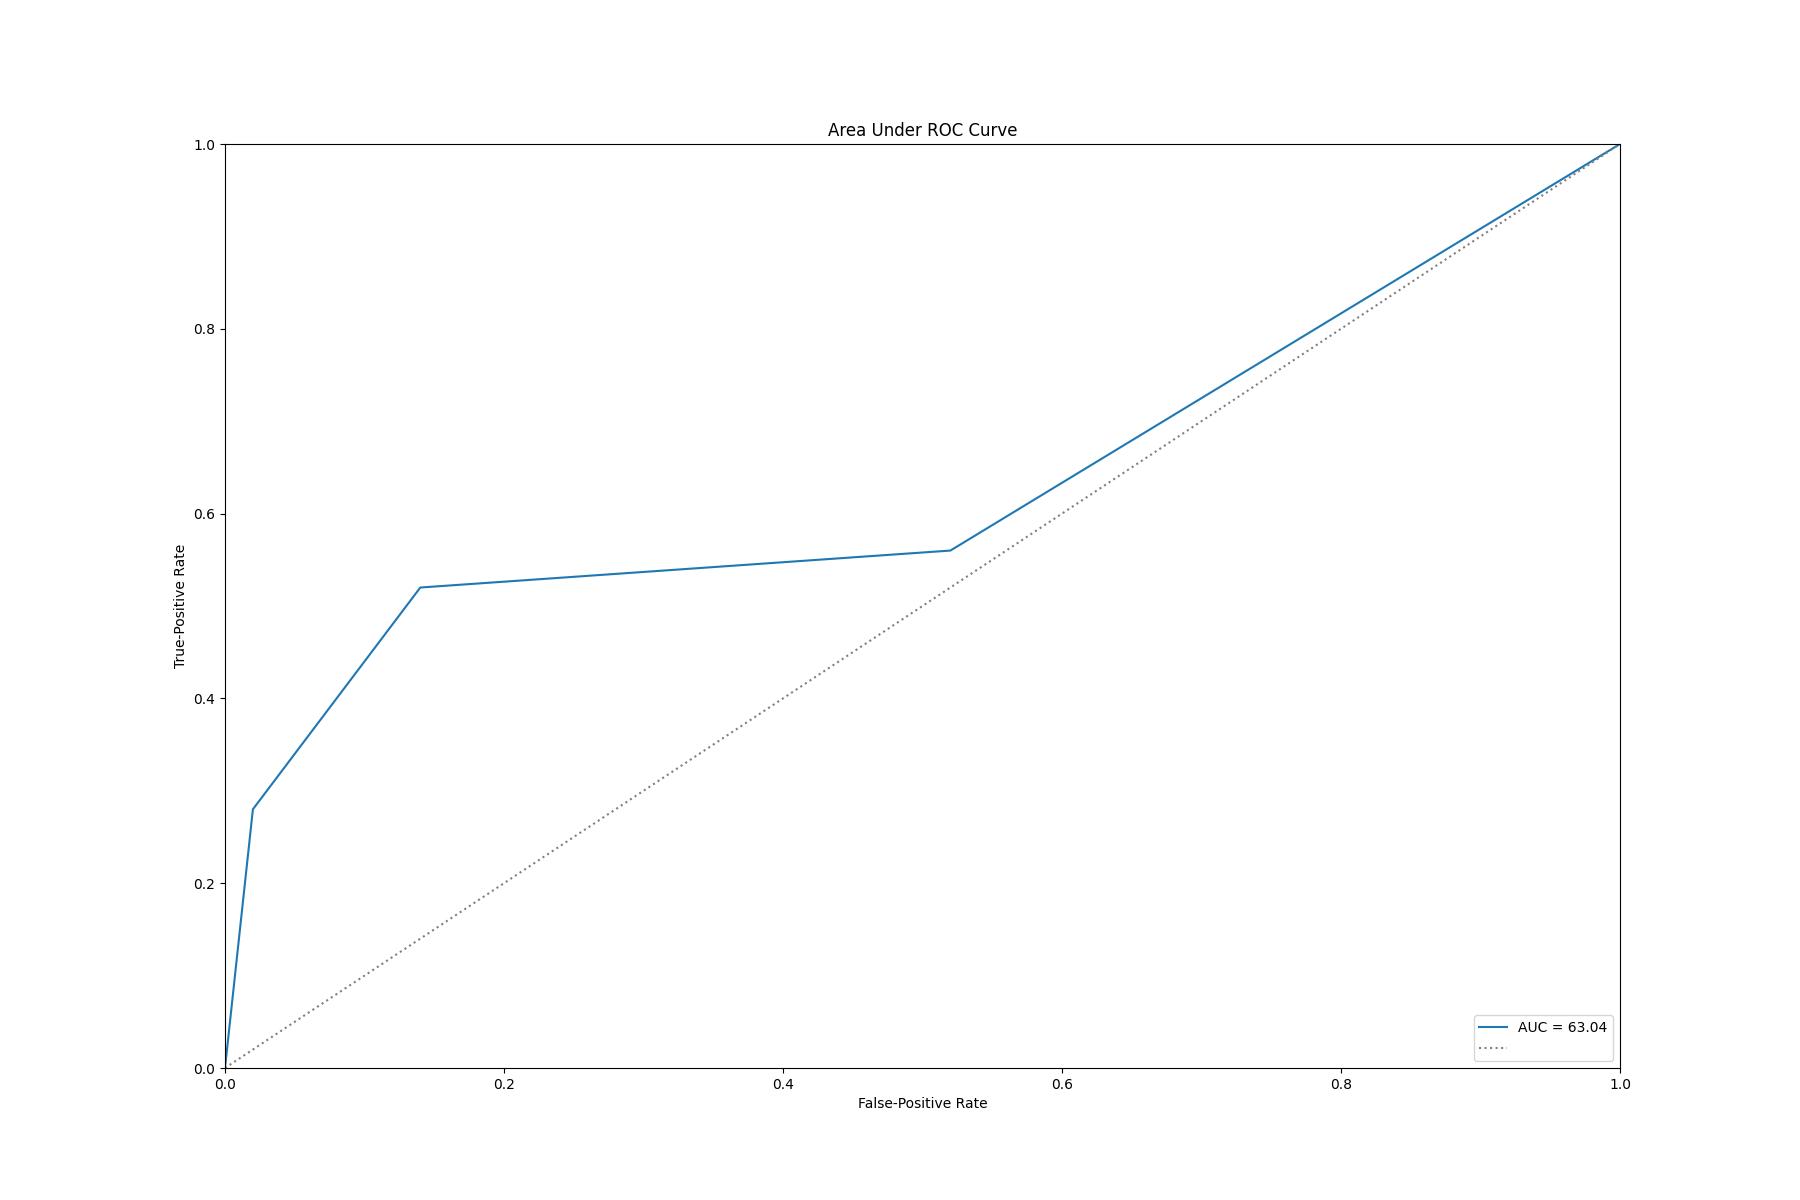 Area Under ROC Curve
1.0
0.8
0.6
0.4
0.2
0.0
True-Positive Rate
0.0 0.2 0.4 0.6 0.8 1.0
False-Positive Rate
AUC = 63.04